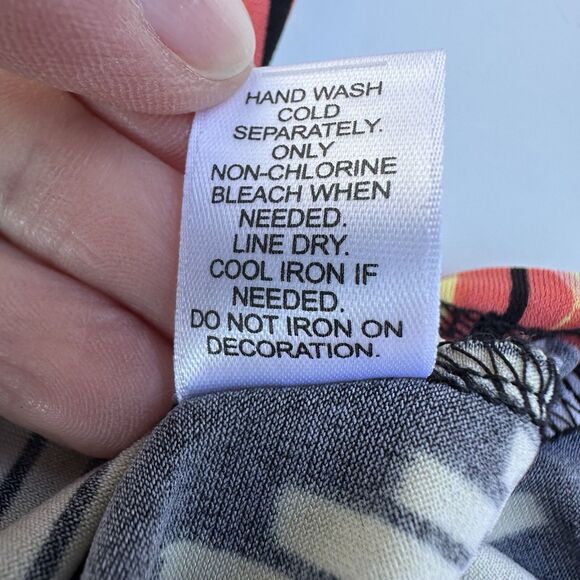 HAND WASH
COLD
SEPARATELY.
ONLY
NON-CHLORINE
BLEACH WHEN
NEEDED.
LINE DRY.
COOL IRON IF
NEEDED.
DO NOT IRON ON
DECORATION.